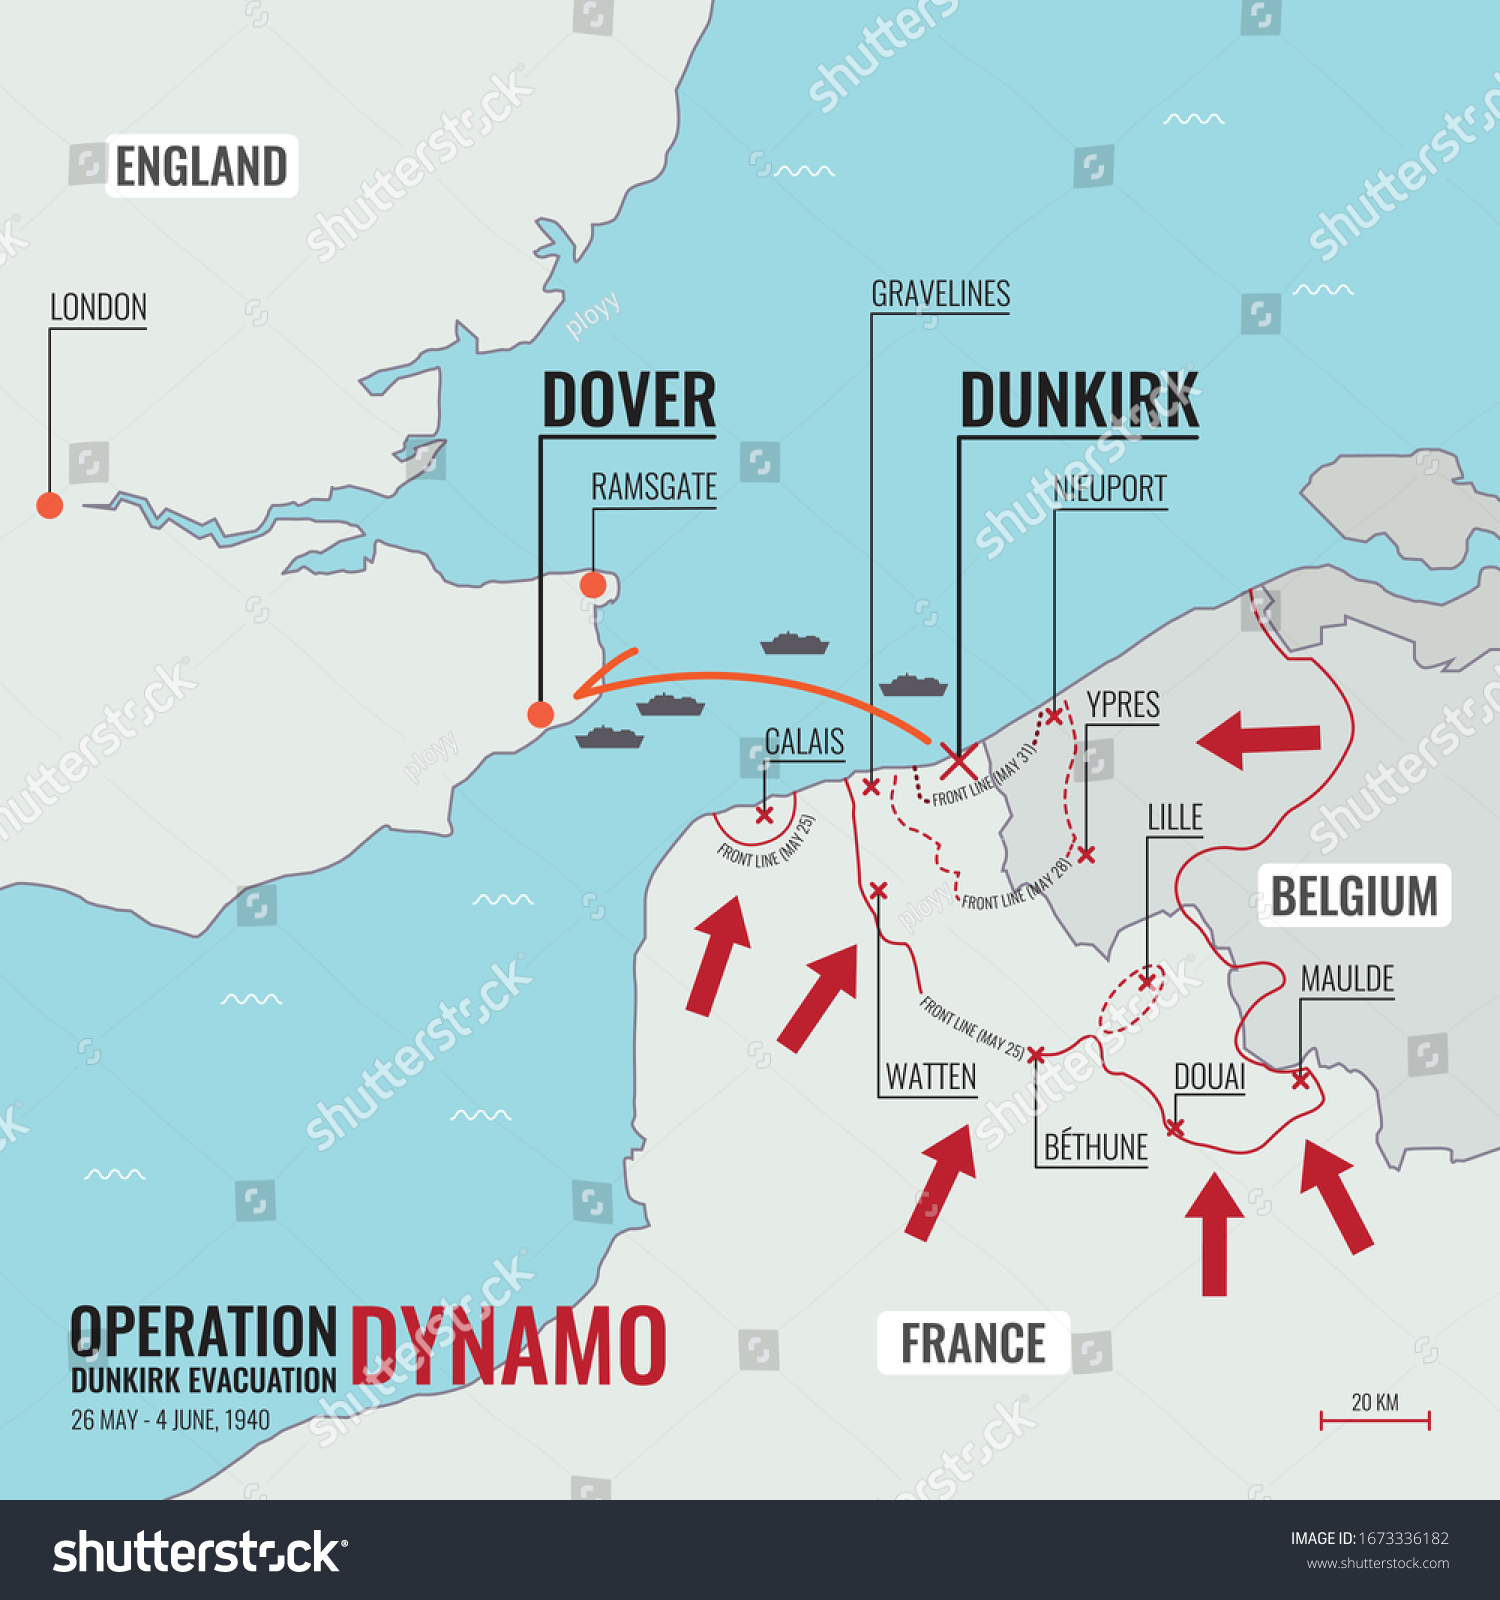 ENGLAND
LONDON
GRAVELINES
DOVER
DUNKIRK
RAMSGATE
NIEUPORT
YPRES
CALAIS
FRONT LINE (MAY 31)
LILLE
FRONT LINE (MAY 25)
FRONT LINE (MAY 28)
BELGIUM
MAULDE
FRONT LINE (MAY 25)
WATTEN
DOUAI
BÉTHUNE
OPERATION DYNAMO
DUNKIRK EVACUATION
26 MAY - 4 JUNE, 1940
FRANCE
20 KM
shutterstock
ployy
shutterstock
IMAGE ID: 1673336182
www.shutterstock.com